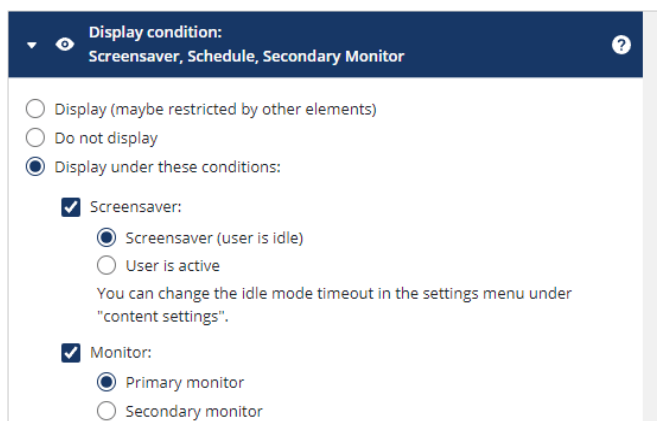 Display condition:
Screensaver, Schedule, Secondary Monitor
?
Display (maybe restricted by other elements)
Do not display
Display under these conditions:
Screensaver:
Screensaver (user is idle)
User is active
You can change the idle mode timeout in the settings menu under
"content settings".
Monitor:
Primary monitor
Secondary monitor